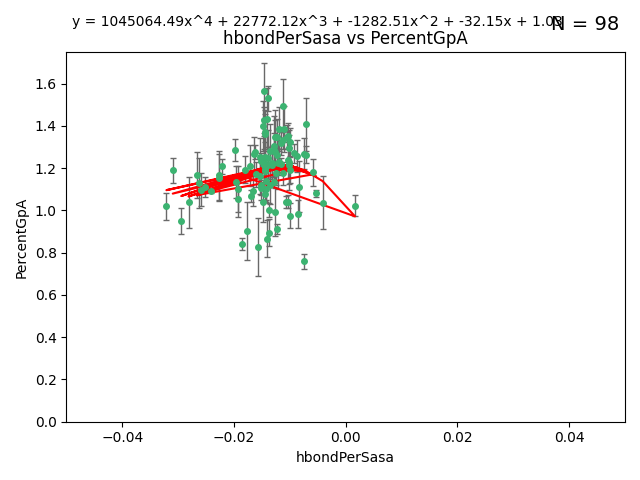 y = 1045064.49x^4 + 22772.12x^3 + -1282.51x^2 + -32.15x + 1.03
N = 98
hbondPerSasa vs PercentGpA
PercentGpA
1.6
1.4
1.2
1.0
0.8
0.6
0.4
0.2
0.0
−0.04 −0.02 0.00 0.02 0.04
hbondPerSasa